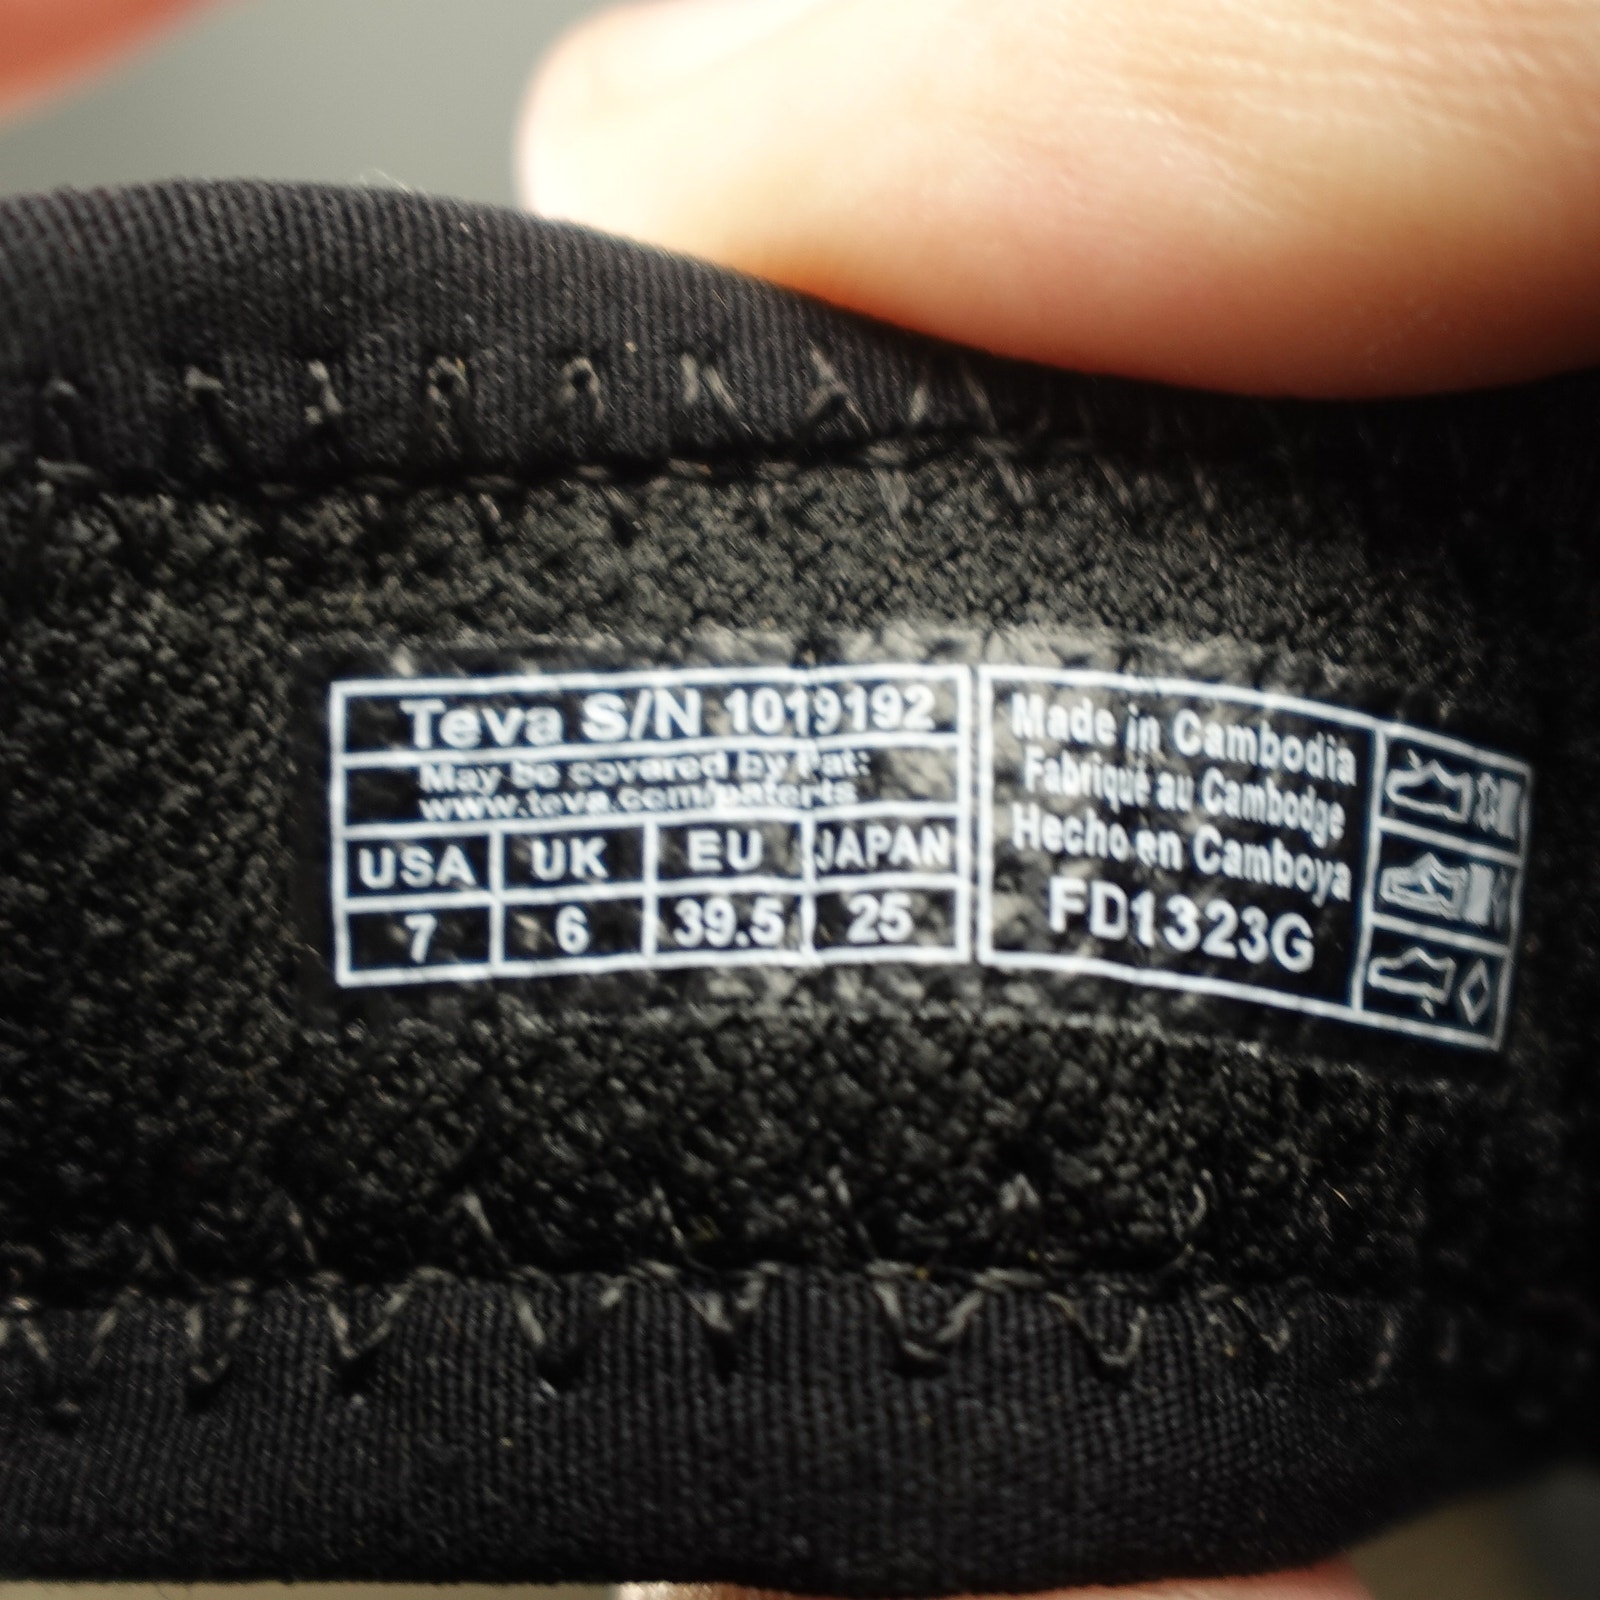 Teva S/N 1019192
May be covered by Pat:
www.teva.com/patents
USA UK EU JAPAN
7 6 39.5 25
Made in Cambodia
Fabriqué au Cambodge
Hecho en Camboya
FD1323G